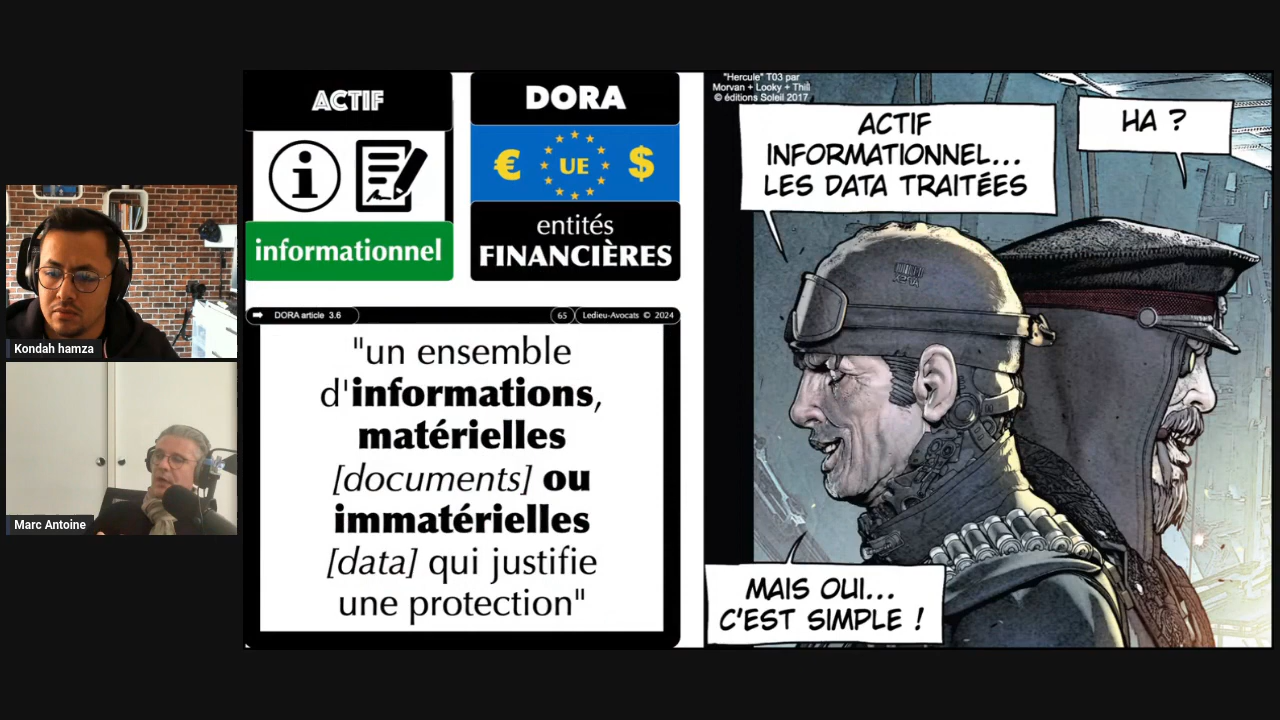 Kondah hamza
Marc Antoine
ACTIF
informationnel
DORA
€ UE $
entités
FINANCIÈRES
DORA article 3.6
65
Ledieu-Avocats © 2024
"un ensemble
d'informations,
matérielles
[documents] ou
immatérielles
[data] qui justifie
une protection"
"Hercule" T03 par
Morvan + Looky + Thill
© éditions Soleil 2017
ACTIF
INFORMATIONNEL...
LES DATA TRAITÉES
HA ?
MAIS OUI...
C'EST SIMPLE !